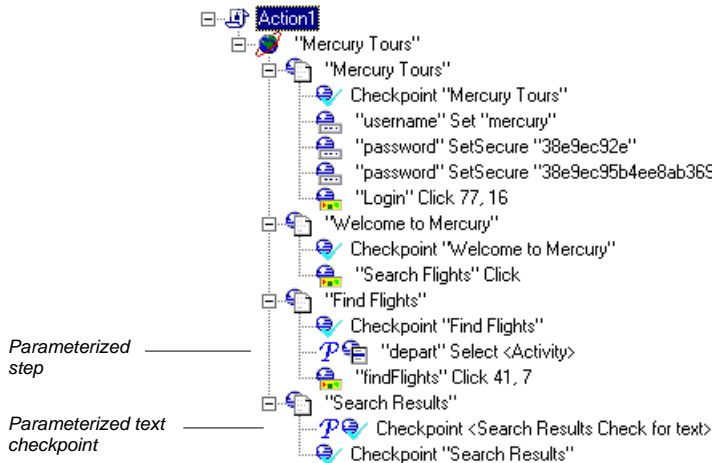 Action1
"Mercury Tours"
"Mercury Tours"
Checkpoint "Mercury Tours"
"username" Set "mercury"
"password" SetSecure "38e9ec92e"
"password" SetSecure "38e9ec95b4ee8ab369
"Login" Click 77, 16
"Welcome to Mercury"
Checkpoint "Welcome to Mercury"
"Search Flights" Click
"Find Flights"
Checkpoint "Find Flights"
Parameterized step
P "depart" Select <Activity>
"findFlights" Click 41, 7
"Search Results"
Parameterized text checkpoint
P Checkpoint <Search Results Check for text>
Checkpoint "Search Results"